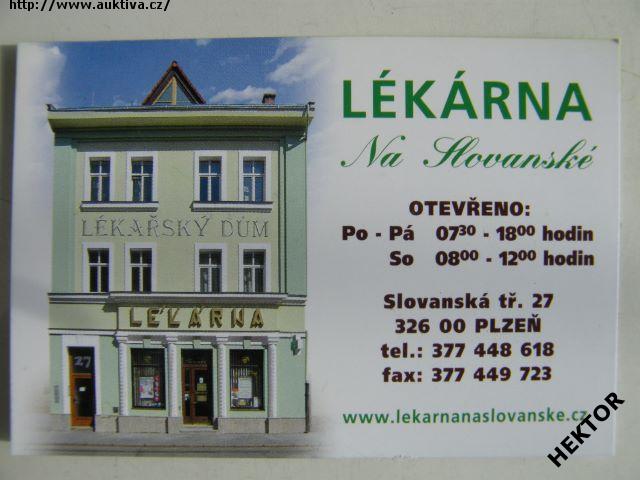 http://www.auktiva.cz/
LÉKÁRNA
Na Slovanské
OTEVŘENO:
Po - Pá 07³⁰ - 18⁰⁰ hodin
So 08⁰⁰ - 12⁰⁰ hodin
Slovanská tř. 27
326 00 PLZEŇ
tel.: 377 448 618
fax: 377 449 723
www.lekarnanaslovanske.cz
LÉKAŘSKÝ DŮM
LÉKÁRNA
27
HEKTOR